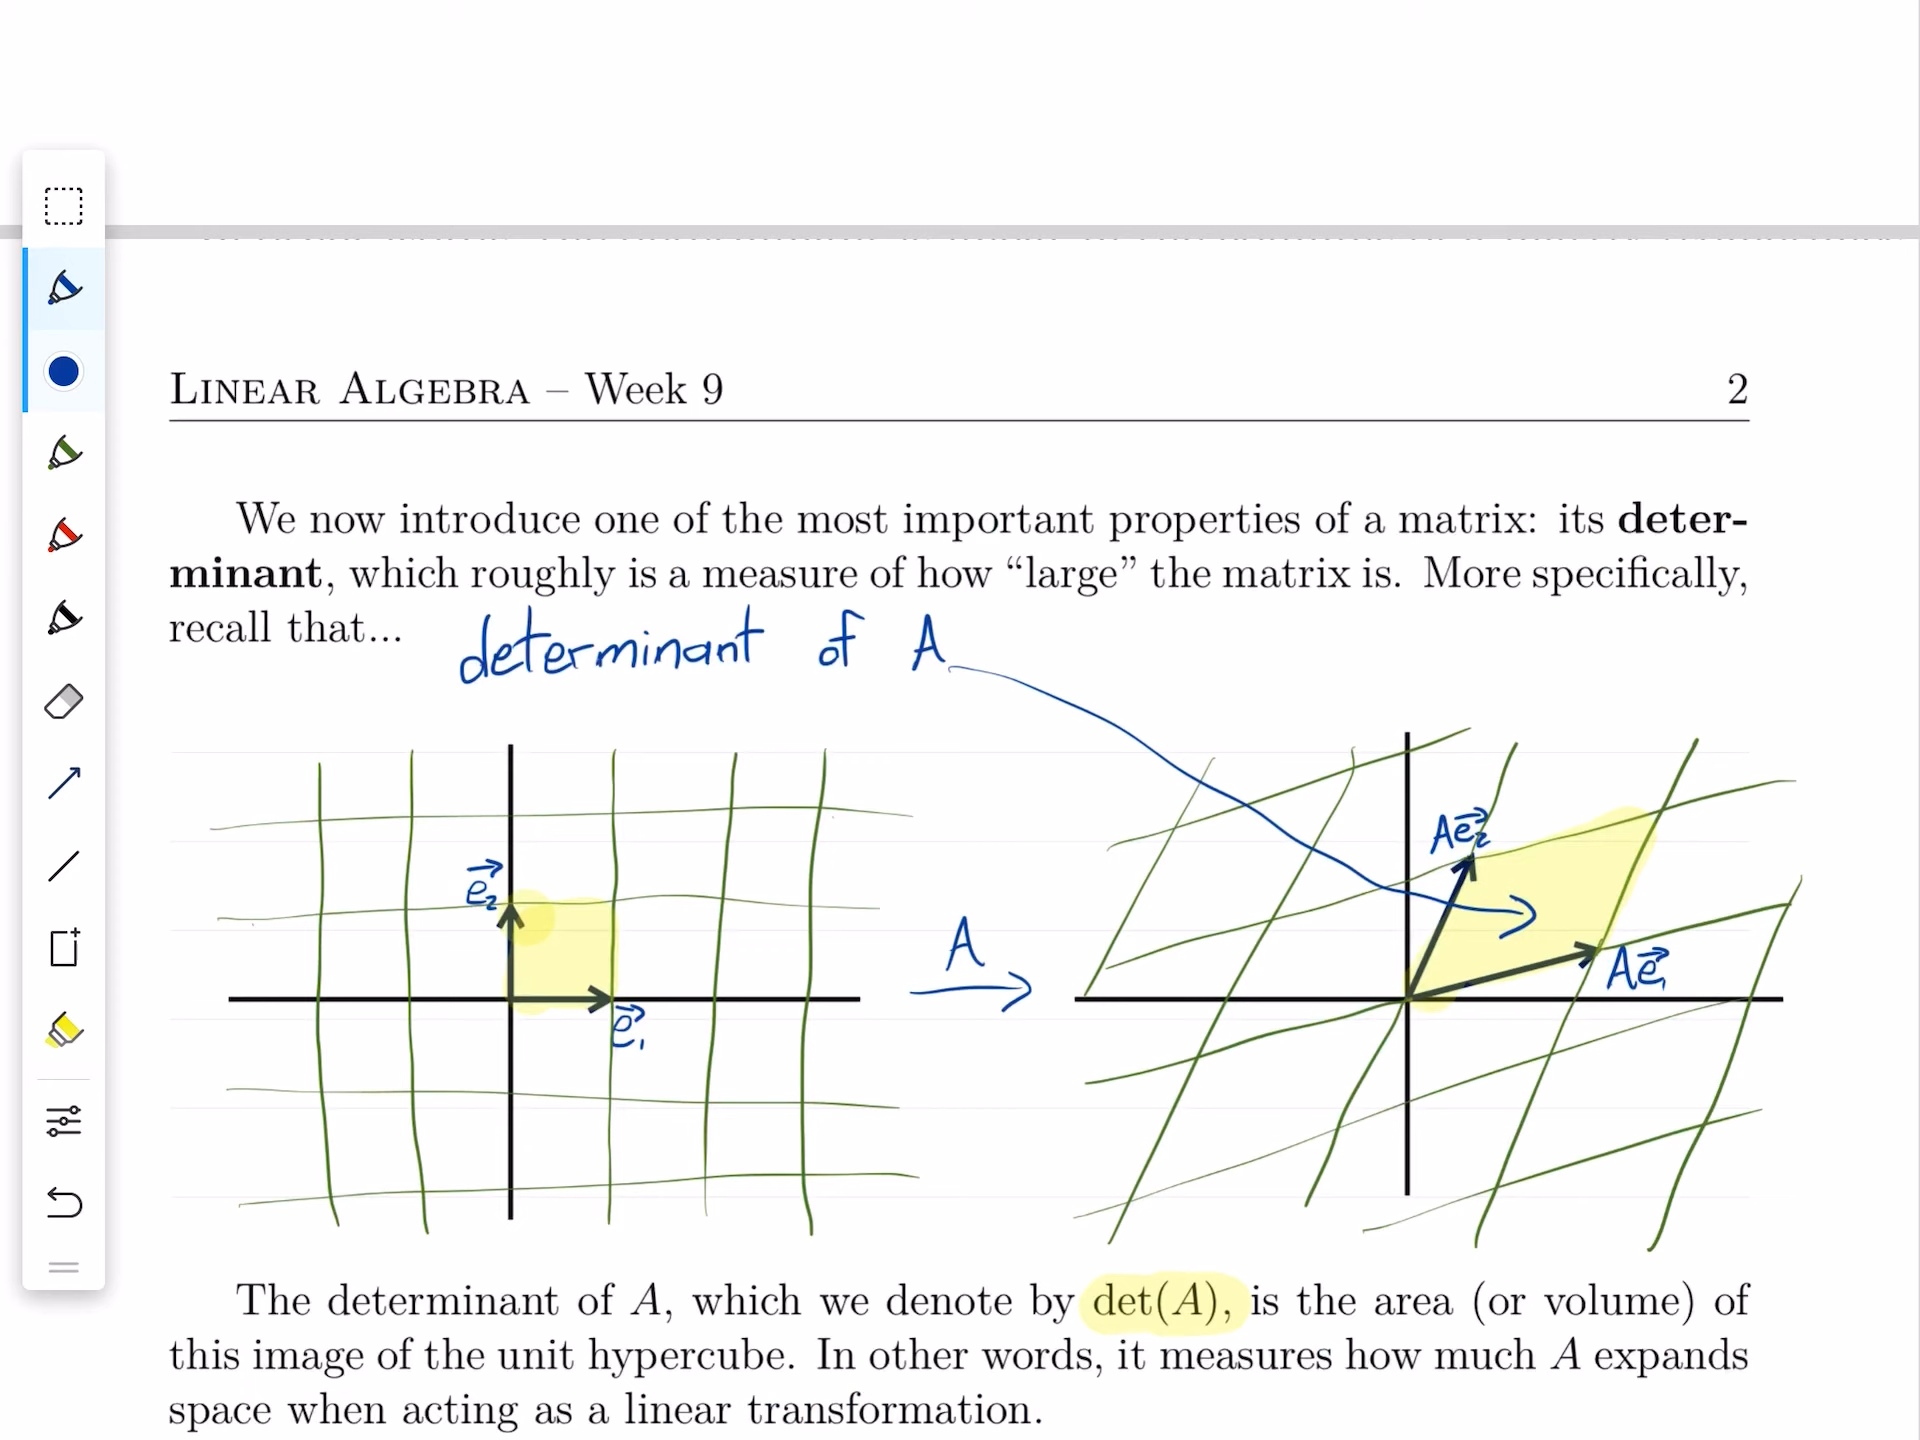 LINEAR ALGEBRA – Week 9 2
We now introduce one of the most important properties of a matrix: its deter-
minant, which roughly is a measure of how “large” the matrix is. More specifically,
recall that...
determinant of A
Ae⃗₂
e⃗₂
A
Ae⃗₁
e⃗₁
The determinant of A, which we denote by det(A), is the area (or volume) of
this image of the unit hypercube. In other words, it measures how much A expands
space when acting as a linear transformation.